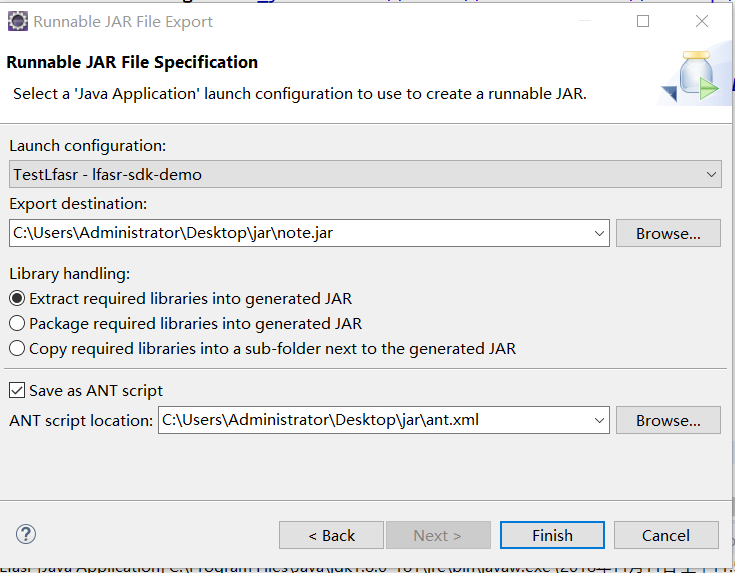 Runnable JAR File Export
Runnable JAR File Specification
Select a 'Java Application' launch configuration to use to create a runnable JAR.
Launch configuration:
TestLfasr - lfasr-sdk-demo
Export destination:
C:\Users\Administrator\Desktop\jar\note.jar
Browse...
Library handling:
Extract required libraries into generated JAR
Package required libraries into generated JAR
Copy required libraries into a sub-folder next to the generated JAR
Save as ANT script
ANT script location:
C:\Users\Administrator\Desktop\jar\ant.xml
Browse...
?
< Back
Next >
Finish
Cancel